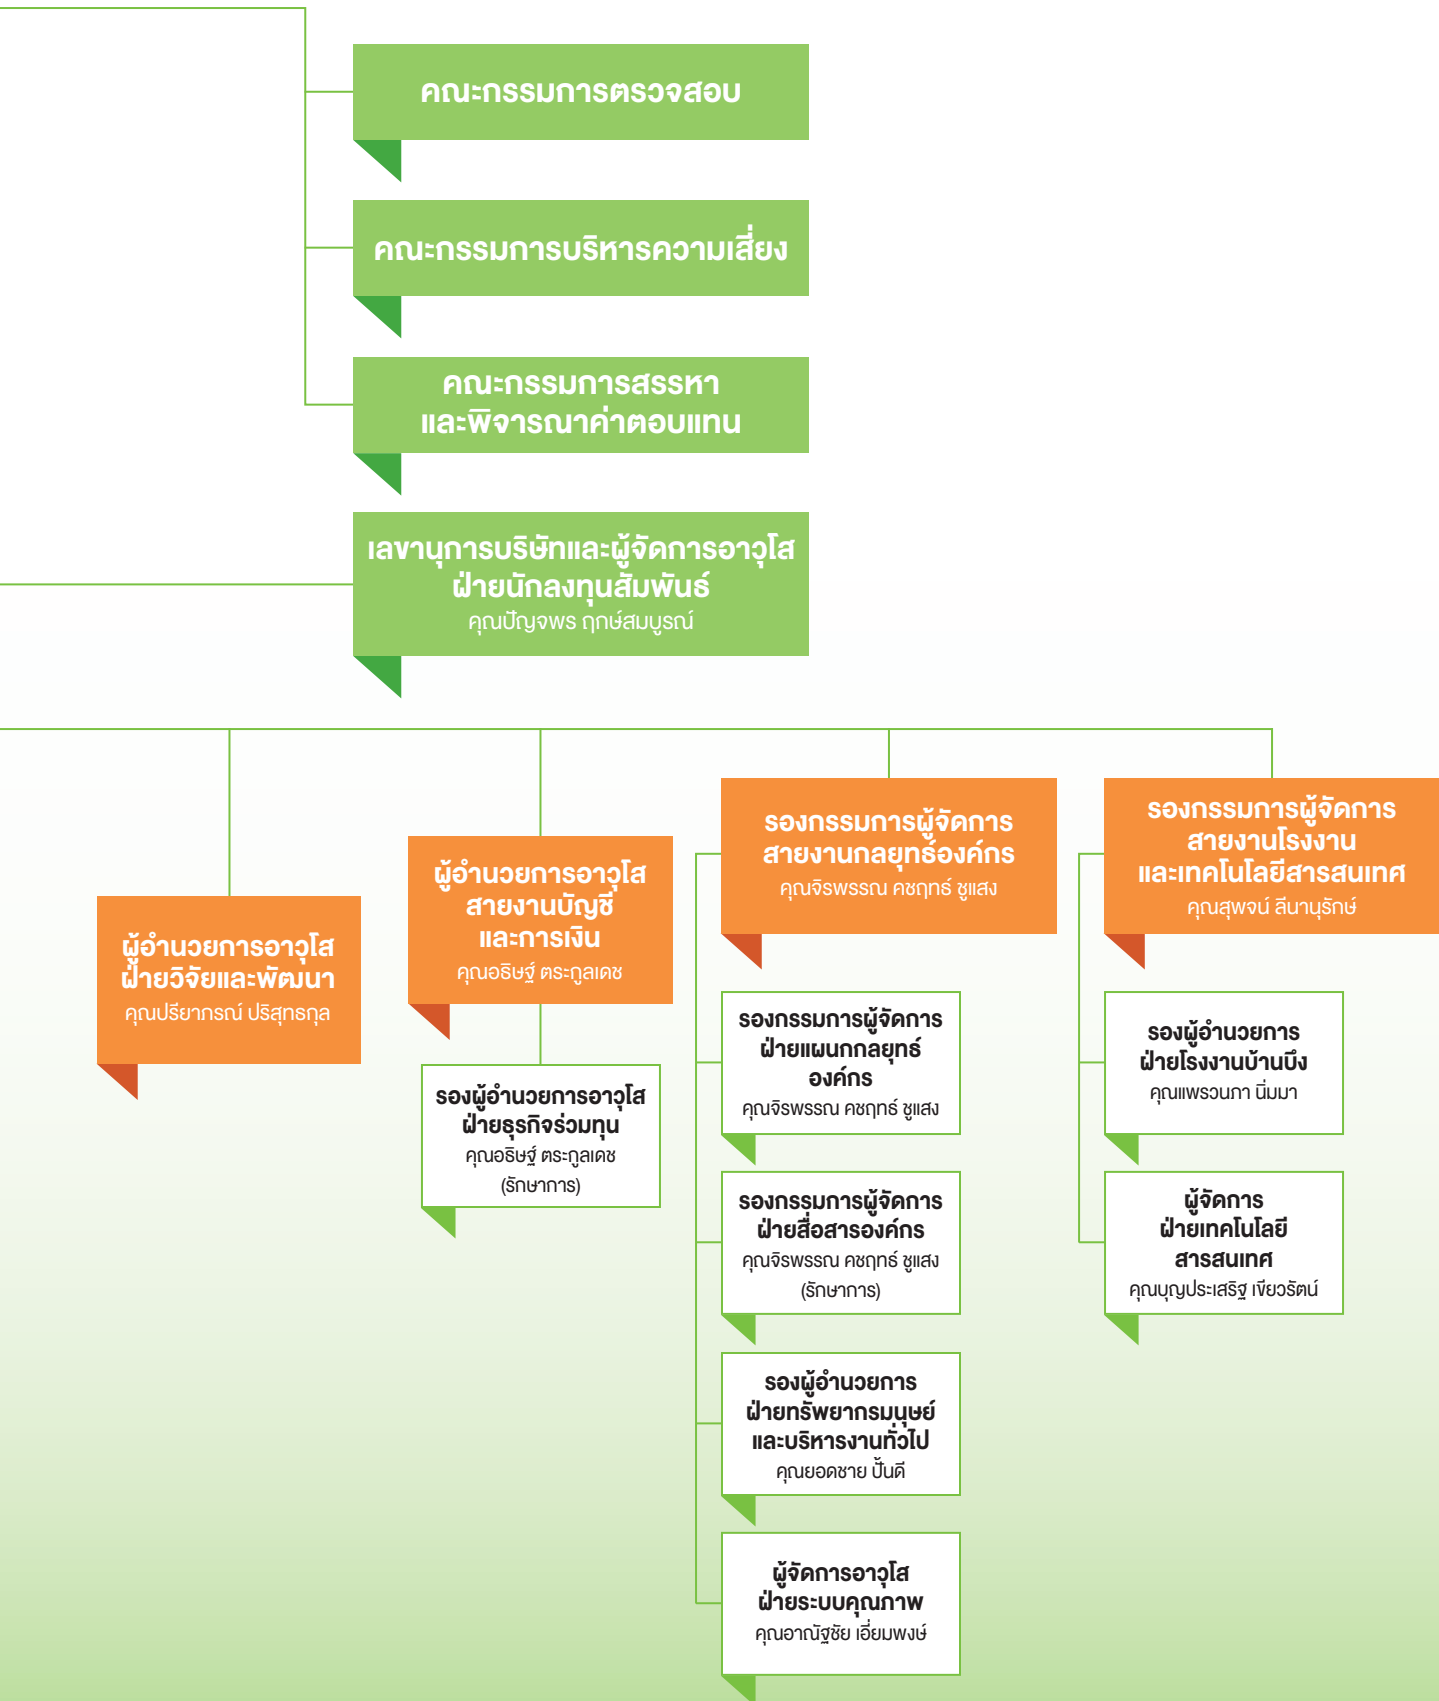 คณะกรรมการตรวจสอบ
คณะกรรมการบริหารความเสี่ยง
คณะกรรมการสรรหา
และพิจารณาค่าตอบแทน
เลขานุการบริษัทและผู้จัดการอาวุโส
ฝ่ายนักลงทุนสัมพันธ์
คุณปัญจพร ฤกษ์สมบูรณ์
ผู้อำนวยการอาวุโส
ฝ่ายวิจัยและพัฒนา
คุณปรียาภรณ์ ปริสุทธกุล
ผู้อำนวยการอาวุโส
สายงานบัญชี
และการเงิน
คุณอธิษฐ์ ตระกูลเดช
รองผู้อำนวยการอาวุโส
ฝ่ายธุรกิจร่วมทุน
คุณอธิษฐ์ ตระกูลเดช
(รักษาการ)
รองกรรมการผู้จัดการ
สายงานกลยุทธ์องค์กร
คุณจิรพรรณ คชฤทธ์ ชูแสง
รองกรรมการผู้จัดการ
ฝ่ายแผนกกลยุทธ์
องค์กร
คุณจิรพรรณ คชฤทธ์ ชูแสง
รองกรรมการผู้จัดการ
ฝ่ายสื่อสารองค์กร
คุณจิรพรรณ คชฤทธ์ ชูแสง
(รักษาการ)
รองผู้อำนวยการ
ฝ่ายทรัพยากรมนุษย์
และบริหารงานทั่วไป
คุณยอดชาย ปั้นดี
ผู้จัดการอาวุโส
ฝ่ายระบบคุณภาพ
คุณอาณัฐชัย เอี่ยมพงษ์
รองกรรมการผู้จัดการ
สายงานโรงงาน
และเทคโนโลยีสารสนเทศ
คุณสุพจน์ ลีนานุรักษ์
รองผู้อำนวยการ
ฝ่ายโรงงานบ้านบึง
คุณแพรวนภา นิ่มมา
ผู้จัดการ
ฝ่ายเทคโนโลยี
สารสนเทศ
คุณบุญประเสริฐ เขียวรัตน์